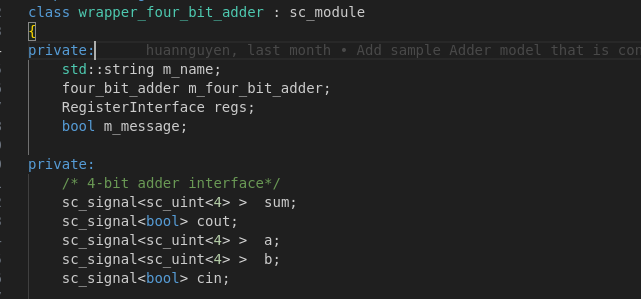 class wrapper_four_bit_adder : sc_module
{
private: huannguyen, last month • Add sample Adder model that is con
std::string m_name;
four_bit_adder m_four_bit_adder;
RegisterInterface regs;
bool m_message;
private:
/* 4-bit adder interface*/
sc_signal<sc_uint<4> > sum;
sc_signal<bool> cout;
sc_signal<sc_uint<4> > a;
sc_signal<sc_uint<4> > b;
sc_signal<bool> cin;